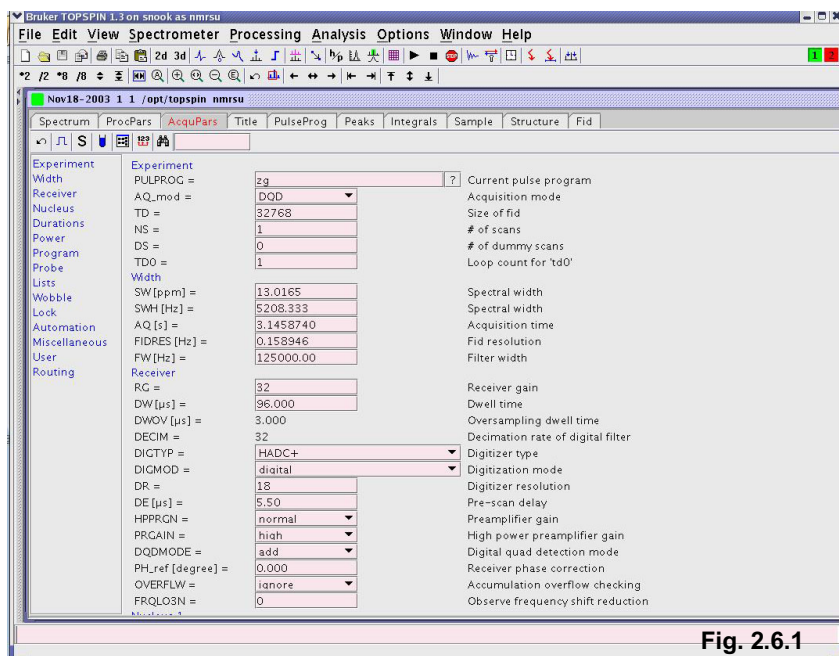 Bruker TOPSPIN 1.3 on snook as nmrsu
File Edit View Spectrometer Processing Analysis Options Window Help
2d 3d
1 2
*2 /2 *8 /8
Nov18-2003 1 1 /opt/topspin nmrsu
Spectrum ProcPars AcquPars Title PulseProg Peaks Integrals Sample Structure Fid
S 123
Experiment
Width
Receiver
Nucleus
Durations
Power
Program
Probe
Lists
Wobble
Lock
Automation
Miscellaneous
User
Routing
Experiment
PULPROG = zg ? Current pulse program
AQ_mod = DQD Acquisition mode
TD = 32768 Size of fid
NS = 1 # of scans
DS = 0 # of dummy scans
TD0 = 1 Loop count for 'td0'
Width
SW [ppm] = 13.0165 Spectral width
SWH [Hz] = 5208.333 Spectral width
AQ [s] = 3.1458740 Acquisition time
FIDRES [Hz] = 0.158946 Fid resolution
FW [Hz] = 125000.00 Filter width
Receiver
RG = 32 Receiver gain
DW [µs] = 96.000 Dwell time
DWOV [µs] = 3.000 Oversampling dwell time
DECIM = 32 Decimation rate of digital filter
DIGTYP = HADC+ Digitizer type
DIGMOD = digital Digitization mode
DR = 18 Digitizer resolution
DE [µs] = 5.50 Pre-scan delay
HPPRGN = normal Preamplifier gain
PRGAIN = high High power preamplifier gain
DQDMODE = add Digital quad detection mode
PH_ref [degree] = 0.000 Receiver phase correction
OVERFLW = ignore Accumulation overflow checking
FRQLO3N = 0 Observe frequency shift reduction
Fig. 2.6.1